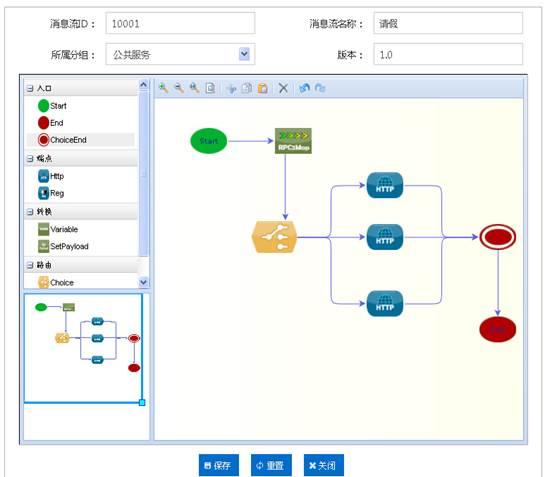 消息流ID： 10001 消息流名称： 请假
所属分组： 公共服务 版本： 1.0
入口
Start
End
ChoiceEnd
端点
Http
Reg
转换
Variable
SetPayload
路由
Choice
Start
RPC2Map
HTTP
HTTP
HTTP
保存 重置 关闭